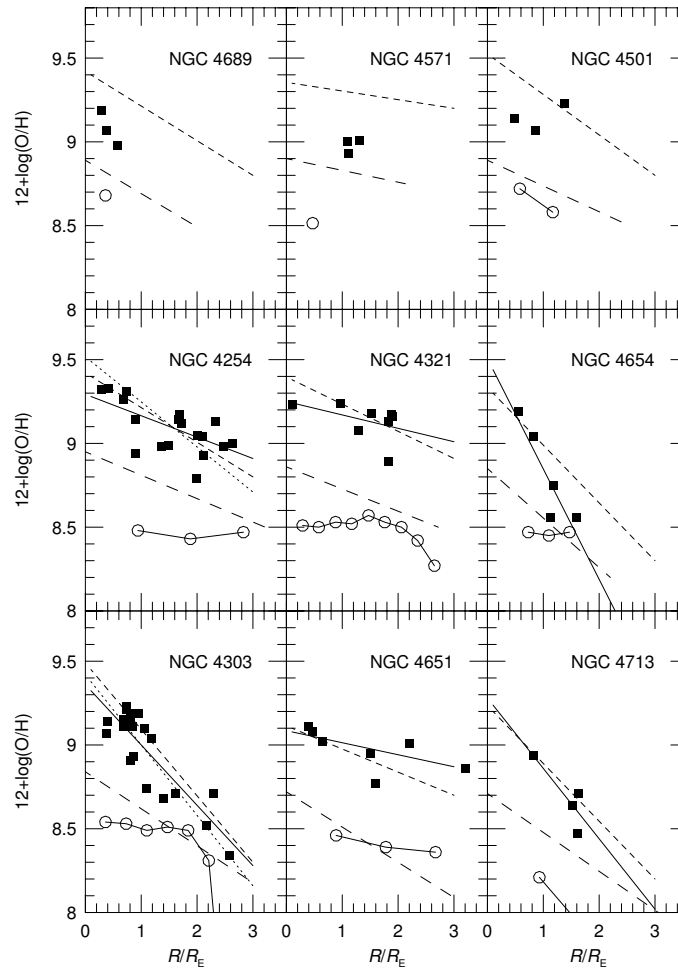 9.5
9
8.5
8
12+log(O/H)
NGC 4689
NGC 4571
NGC 4501
9.5
9
8.5
8
12+log(O/H)
NGC 4254
NGC 4321
NGC 4654
9.5
9
8.5
8
12+log(O/H)
NGC 4303
NGC 4651
NGC 4713
0 1 2 3 0 1 2 3 0 1 2 3
R/R_E R/R_E R/R_E